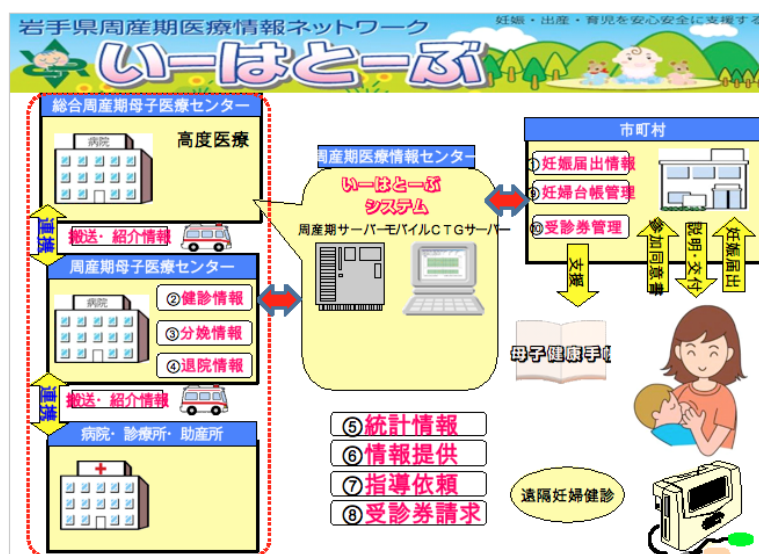 岩手県周産期医療情報ネットワーク
妊娠・出産・育児を安心安全に支援する
いーはとーぶ
総合周産期母子医療センター
病院
高度医療
連携
搬送・紹介情報
周産期母子医療センター
病院
②健診情報
③分娩情報
④退院情報
連携
搬送・紹介情報
病院・診療所・助産所
周産期医療情報センター
いーはとーぶ
システム
周産期サーバー
モバイルCTGサーバー
⑤統計情報
⑥情報提供
⑦指導依頼
⑧受診券請求
市町村
①妊娠届出情報
⑨妊婦台帳管理
⑩受診券管理
支援
参加同意書
説明・交付
妊娠届出
母子健康手帳
遠隔妊婦健診